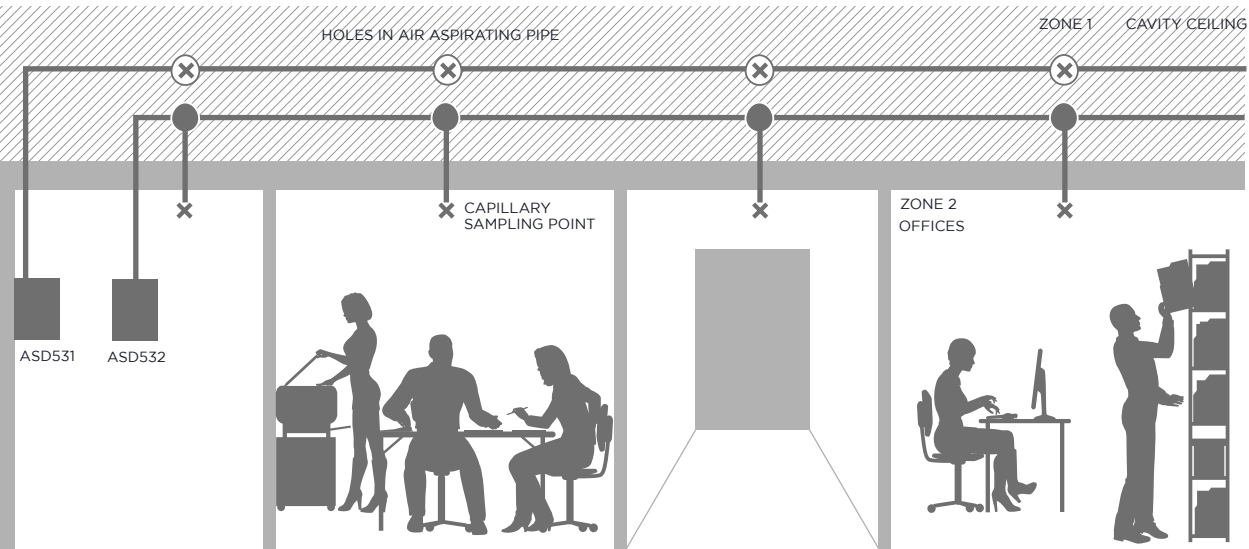 ZONE 1 CAVITY CEILING
HOLES IN AIR ASPIRATING PIPE
CAPILLARY
SAMPLING POINT
ZONE 2
OFFICES
ASD531
ASD532